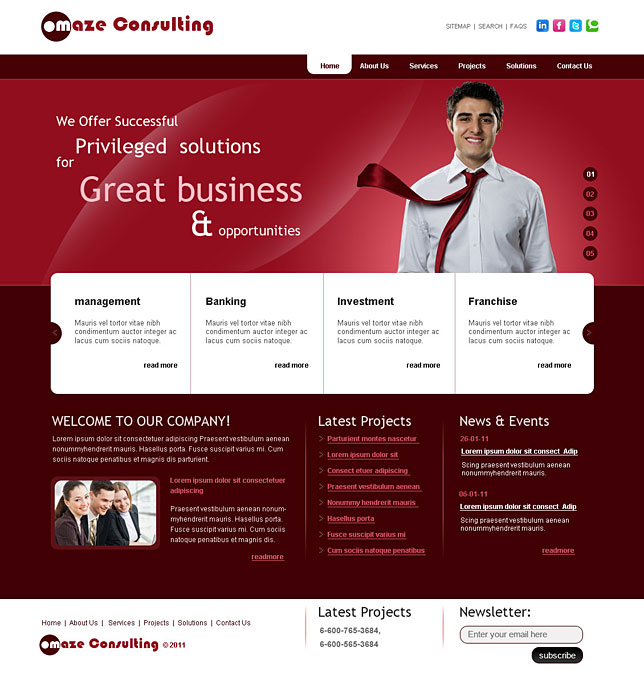 omaze Consulting
SITEMAP | SEARCH | FAQS
Home About Us Services Projects Solutions Contact Us
We Offer Successful
Privileged solutions
for
Great business
& opportunities
01
02
03
04
05
management
Mauris vel tortor vitae nibh
condimentum auctor integer ac
lacus cum sociis natoque.
read more
Banking
Mauris vel tortor vitae nibh
condimentum auctor integer ac
lacus cum sociis natoque.
read more
Investment
Mauris vel tortor vitae nibh
condimentum auctor integer ac
lacus cum sociis natoque.
read more
Franchise
Mauris vel tortor vitae nibh
condimentum auctor integer ac
lacus cum sociis natoque.
read more
WELCOME TO OUR COMPANY!
Lorem ipsum dolor sit consectetuer adipiscing Praesent vestibulum aenean
nonummyhendrerit mauris. Hasellus porta. Fusce suscipit varius mi. Cum
sociis natoque penatibus et magnis dis parturient.
Lorem ipsum dolor sit consectetuer
adipiscing
Praesent vestibulum aenean nonum-
myhendrerit mauris. Hasellus porta.
Fusce suscipit varius mi. Cum sociis
natoque penatibus et magnis dis.
readmore
Latest Projects
Parturient montes nascetur
Lorem ipsum dolor sit
Consect etuer adipiscing
Praesent vestibulum aenean
Nonummy hendrerit mauris
Hasellus porta
Fusce suscipit varius mi
Cum sociis natoque penatibus
News & Events
26-01-11
Lorem ipsum dolor sit consect Adip
Scing praesent vestibulum aenean
nonummyhendrerit mauris.
06-01-11
Lorem ipsum dolor sit consect Adip
Scing praesent vestibulum aenean
nonummyhendrerit mauris.
readmore
Home | About Us | Services | Projects | Solutions | Contact Us
omaze Consulting © 2011
Latest Projects
6-600-765-3684,
6-600-565-3684
Newsletter:
Enter your email here
subscribe